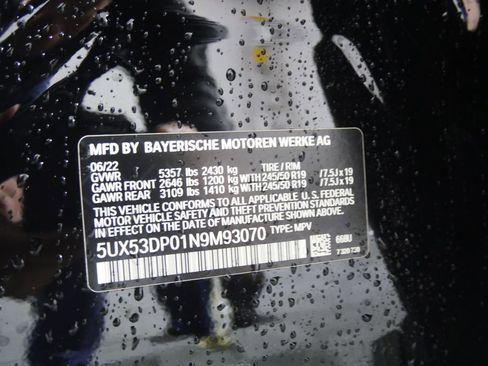 MFD BY BAYERISCHE MOTOREN WERKE AG
06/22 TIRE / RIM
GVWR 5357 lbs 2430 kg
GAWR FRONT 2646 lbs 1200 kg WITH 245/50 R19 /7.5J x 19
GAWR REAR 3109 lbs 1410 kg WITH 245/50 R19 /7.5J x 19
THIS VEHICLE CONFORMS TO ALL APPLICABLE U.S. FEDERAL
MOTOR VEHICLE SAFETY AND THEFT PREVENTION STANDARDS
IN EFFECT ON THE DATE OF MANUFACTURE SHOWN ABOVE.
5UX53DP01N9M93070 TYPE: MPV
668U